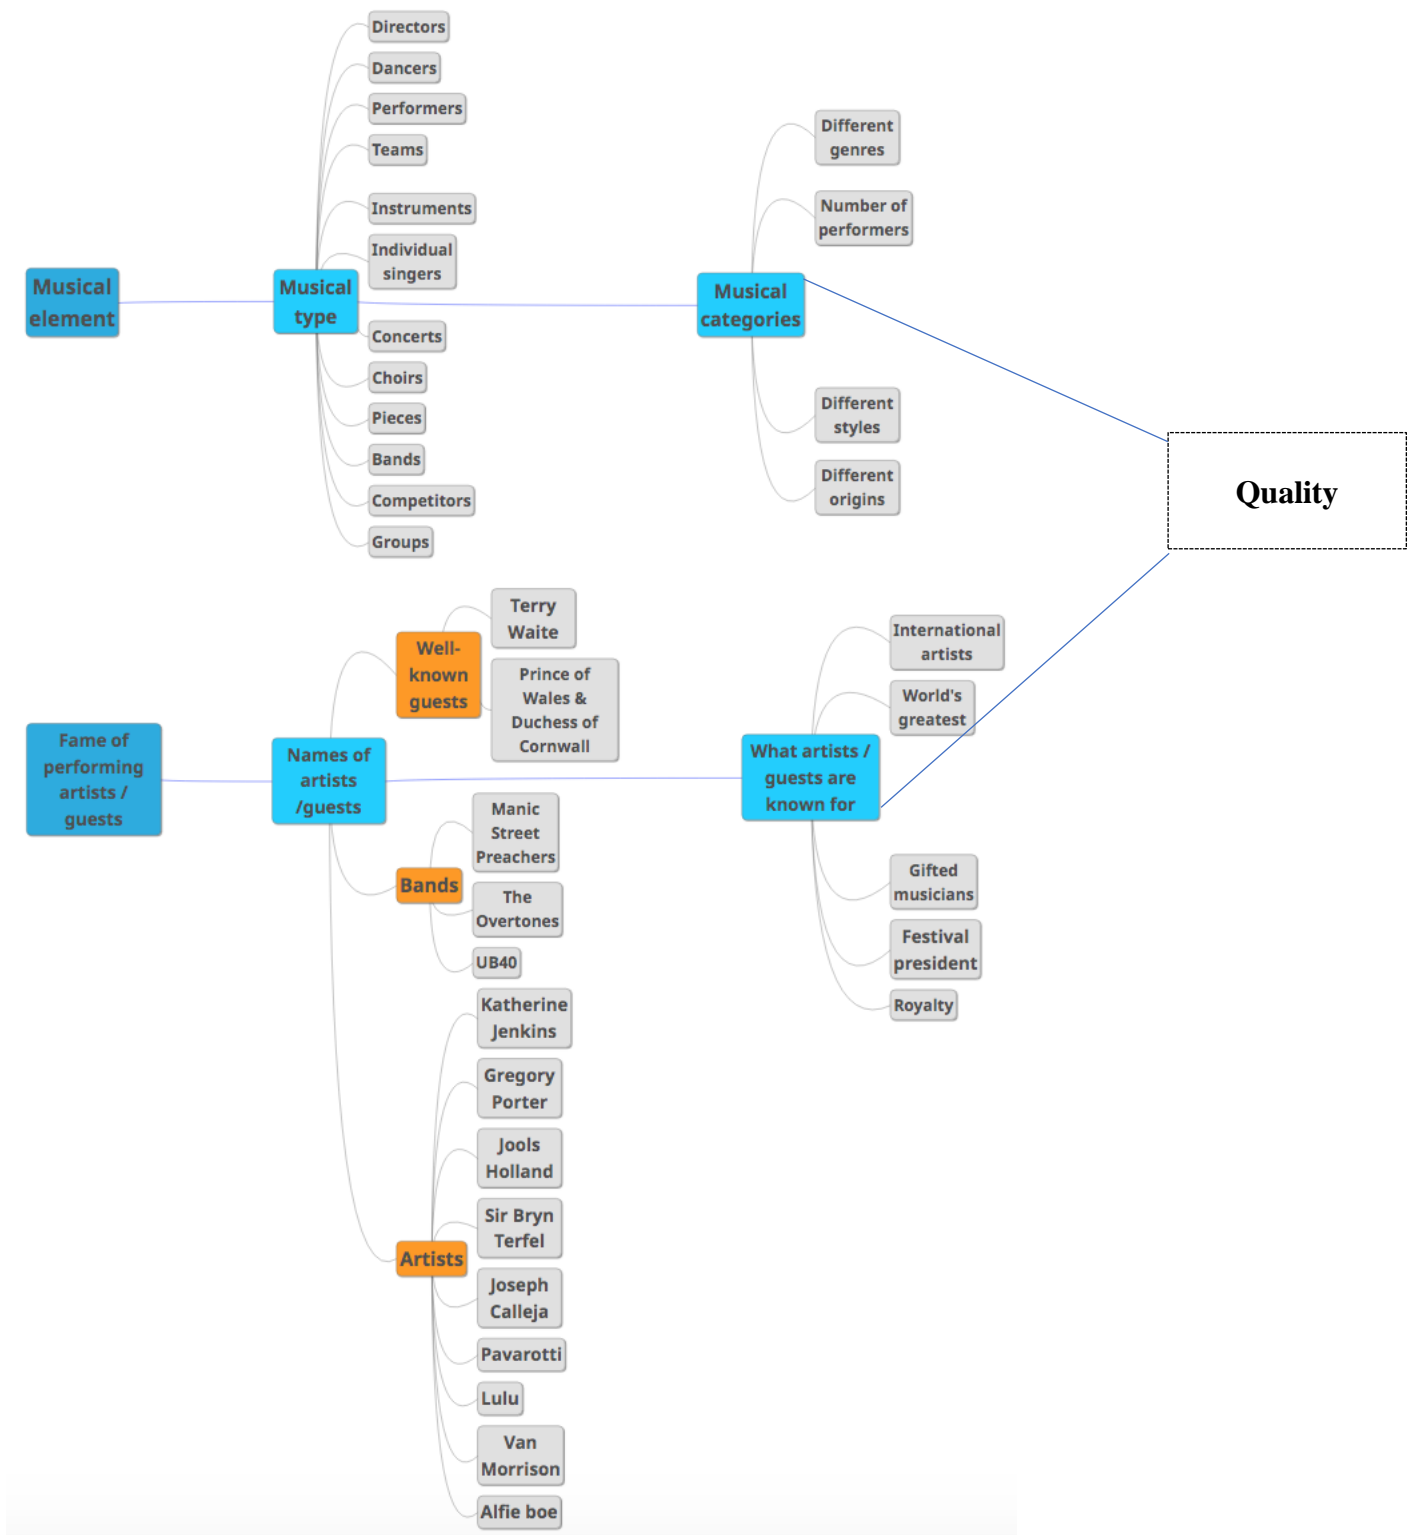 Directors
Dancers
Performers
Teams
Instruments
Individual
singers
Musical
element
Musical
type
Concerts
Choirs
Pieces
Bands
Competitors
Groups
Different
genres
Number of
performers
Musical
categories
Different
styles
Different
origins
Quality
Fame of
performing
artists /
guests
Names of
artists
/guests
Well-
known
guests
Terry
Waite
Prince of
Wales &
Duchess of
Cornwall
Bands
Manic
Street
Preachers
The
Overtones
UB40
Artists
Katherine
Jenkins
Gregory
Porter
Jools
Holland
Sir Bryn
Terfel
Joseph
Calleja
Pavarotti
Lulu
Van
Morrison
Alfie boe
What artists /
guests are
known for
International
artists
World's
greatest
Gifted
musicians
Festival
president
Royalty